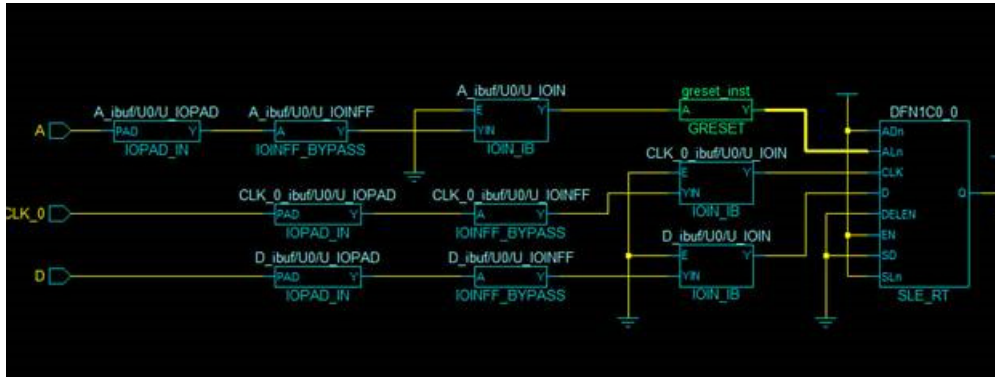 A
A_ibuf/U0/U_IOPAD
PAD Y
IOPAD_IN
A_ibuf/U0/U_IOINFF
A Y
IOINFF_BYPASS
A_ibuf/U0/U_IOIN
E Y
YIN
IOIN_IB
greset_inst
A Y
GRESET
CLK_0
CLK_0_ibuf/U0/U_IOPAD
PAD Y
IOPAD_IN
CLK_0_ibuf/U0/U_IOINFF
A Y
IOINFF_BYPASS
CLK_0_ibuf/U0/U_IOIN
E Y
YIN
IOIN_IB
D
D_ibuf/U0/U_IOPAD
PAD Y
IOPAD_IN
D_ibuf/U0/U_IOINFF
A Y
IOINFF_BYPASS
D_ibuf/U0/U_IOIN
E Y
YIN
IOIN_IB
DFN1C0_0
ADn
ALn
CLK
D
Q
DELEN
EN
SD
SLn
SLE_RT